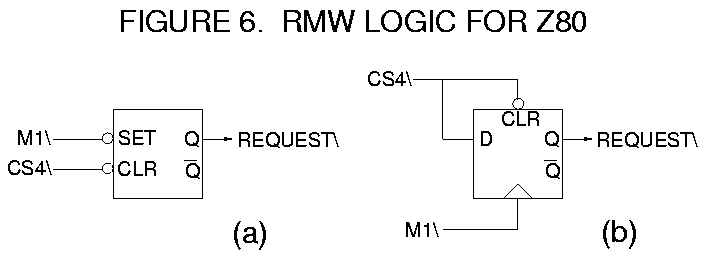 FIGURE 6. RMW LOGIC FOR Z80
M1\ SET Q REQUEST\
CS4\ CLR Q̅
(a)
CS4\
CLR
D Q REQUEST\
Q̅
M1\
(b)